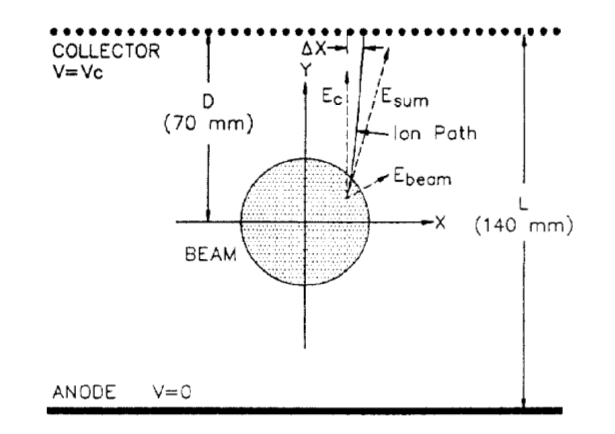 COLLECTOR
V=Vc
ΔX
Y
D
(70 mm)
Ec
Esum
Ion Path
Ebeam
X
L
(140 mm)
BEAM
ANODE V=0